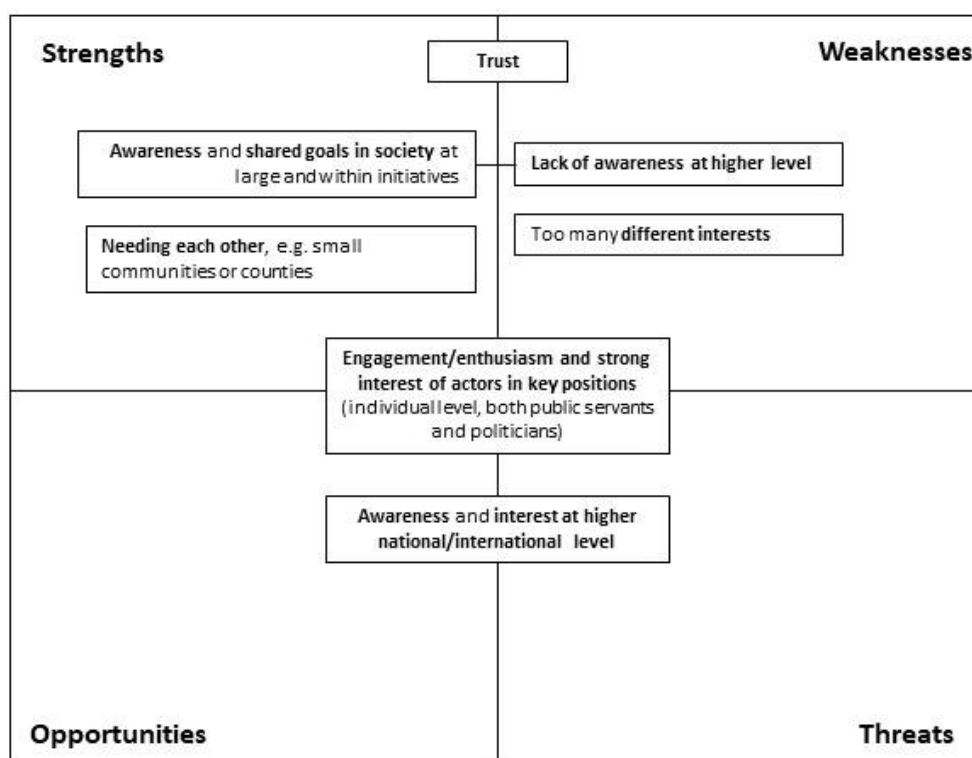 Strengths
Weaknesses
Trust
Awareness and shared goals in society at
large and within initiatives
Lack of awareness at higher level
Needing each other, e.g. small
communities or counties
Too many different interests
Engagement/enthusiasm and strong
interest of actors in key positions
(individual level, both public servants
and politicians)
Awareness and interest at higher
national/international level
Opportunities
Threats